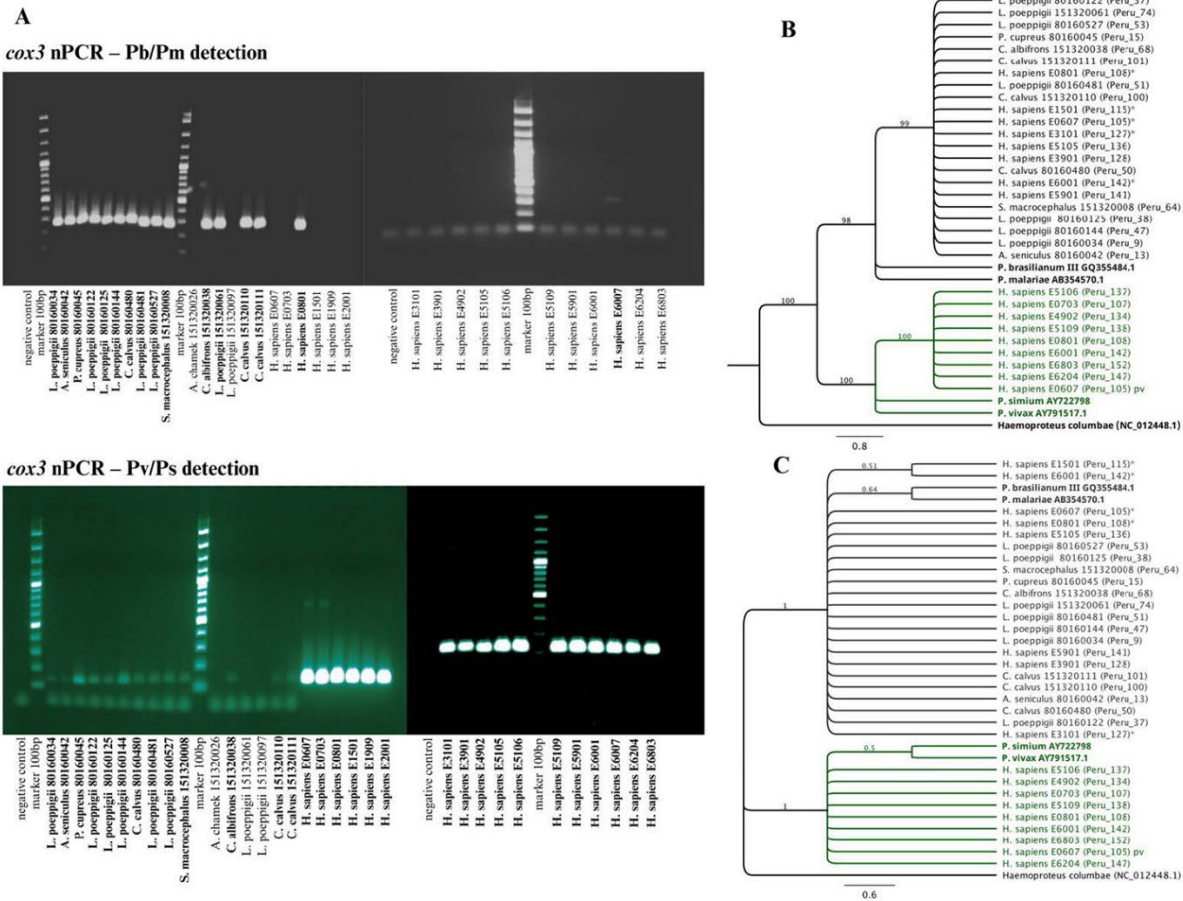 A
cox3 nPCR – Pb/Pm detection
negative control
marker 100bp
L. poeppigii 80160034
A. seniculus 80160042
P. cupreus 80160045
L. poeppigii 80160122
L. poeppigii 80160125
L. poeppigii 80160144
C. calvus 80160480
L. poeppigii 80160481
L. poeppigii 80160527
S. macrocephalus 151320008
marker 100bp
A. chamek 151320026
C. albifrons 151320038
L. poeppigii 151320061
L. poeppigii 151320097
C. calvus 151320110
C. calvus 151320111
H. sapiens E0607
H. sapiens E0703
H. sapiens E0801
H. sapiens E1501
H. sapiens E1909
H. sapiens E2001
negative control
H. sapiens E3101
H. sapiens E3901
H. sapiens E4902
H. sapiens E5105
H. sapiens E5106
marker 100bp
H. sapiens E5109
H. sapiens E5901
H. sapiens E6001
H. sapiens E6007
H. sapiens E6204
H. sapiens E6803
cox3 nPCR – Pv/Ps detection
negative control
marker 100bp
L. poeppigii 80160034
A. seniculus 80160042
P. cupreus 80160045
L. poeppigii 80160122
L. poeppigii 80160125
L. poeppigii 80160144
C. calvus 80160480
L. poeppigii 80160481
L. poeppigii 80160527
S. macrocephalus 151320008
marker 100bp
A. chamek 151320026
C. albifrons 151320038
L. poeppigii 151320061
L. poeppigii 151320097
C. calvus 151320110
C. calvus 151320111
H. sapiens E0607
H. sapiens E0703
H. sapiens E0801
H. sapiens E1501
H. sapiens E1909
H. sapiens E2001
negative control
H. sapiens E3101
H. sapiens E3901
H. sapiens E4902
H. sapiens E5105
H. sapiens E5106
marker 100bp
H. sapiens E5109
H. sapiens E5901
H. sapiens E6001
H. sapiens E6007
H. sapiens E6204
H. sapiens E6803
B
L. poeppigii 80160122 (Peru_37)
L. poeppigii 151320061 (Peru_74)
L. poeppigii 80160527 (Peru_53)
P. cupreus 80160045 (Peru_15)
C. albifrons 151320038 (Peru_68)
C. calvus 151320111 (Peru_101)
H. sapiens E0801 (Peru_108)*
L. poeppigii 80160481 (Peru_51)
C. calvus 151320110 (Peru_100)
H. sapiens E1501 (Peru_115)*
H. sapiens E0607 (Peru_105)*
99
H. sapiens E3101 (Peru_127)*
H. sapiens E5105 (Peru_136)
H. sapiens E3901 (Peru_128)
C. calvus 80160480 (Peru_50)
H. sapiens E6001 (Peru_142)*
H. sapiens E5901 (Peru_141)
S. macrocephalus 151320008 (Peru_64)
L. poeppigii 80160125 (Peru_38)
98
L. poeppigii 80160144 (Peru_47)
L. poeppigii 80160034 (Peru_9)
A. seniculus 80160042 (Peru_13)
P. brasilianum III GQ355484.1
P. malariae AB354570.1
H. sapiens E5106 (Peru_137)
100
H. sapiens E0703 (Peru_107)
H. sapiens E4902 (Peru_134)
H. sapiens E5109 (Peru_138)
100
H. sapiens E0801 (Peru_108)
H. sapiens E6001 (Peru_142)
H. sapiens E6803 (Peru_152)
H. sapiens E6204 (Peru_147)
100
H. sapiens E0607 (Peru_105) pv
P. simium AY722798
P. vivax AY791517.1
Haemoproteus columbae (NC_012448.1)
0.8
C
H. sapiens E1501 (Peru_115)*
0.51
H. sapiens E6001 (Peru_142)*
P. brasilianum III GQ355484.1
0.64
P. malariae AB354570.1
H. sapiens E0607 (Peru_105)*
H. sapiens E0801 (Peru_108)*
H. sapiens E5105 (Peru_136)
L. poeppigii 80160527 (Peru_53)
L. poeppigii 80160125 (Peru_38)
S. macrocephalus 151320008 (Peru_64)
P. cupreus 80160045 (Peru_15)
C. albifrons 151320038 (Peru_68)
L. poeppigii 151320061 (Peru_74)
1
L. poeppigii 80160481 (Peru_51)
L. poeppigii 80160144 (Peru_47)
L. poeppigii 80160034 (Peru_9)
H. sapiens E5901 (Peru_141)
H. sapiens E3901 (Peru_128)
C. calvus 151320111 (Peru_101)
C. calvus 151320110 (Peru_100)
A. seniculus 80160042 (Peru_13)
C. calvus 80160480 (Peru_50)
L. poeppigii 80160122 (Peru_37)
H. sapiens E3101 (Peru_127)*
P. simium AY722798
0.5
P. vivax AY791517.1
H. sapiens E5106 (Peru_137)
H. sapiens E4902 (Peru_134)
H. sapiens E0703 (Peru_107)
1
H. sapiens E5109 (Peru_138)
H. sapiens E0801 (Peru_108)
H. sapiens E6001 (Peru_142)
H. sapiens E6803 (Peru_152)
H. sapiens E0607 (Peru_105) pv
H. sapiens E6204 (Peru_147)
Haemoproteus columbae (NC_012448.1)
0.6